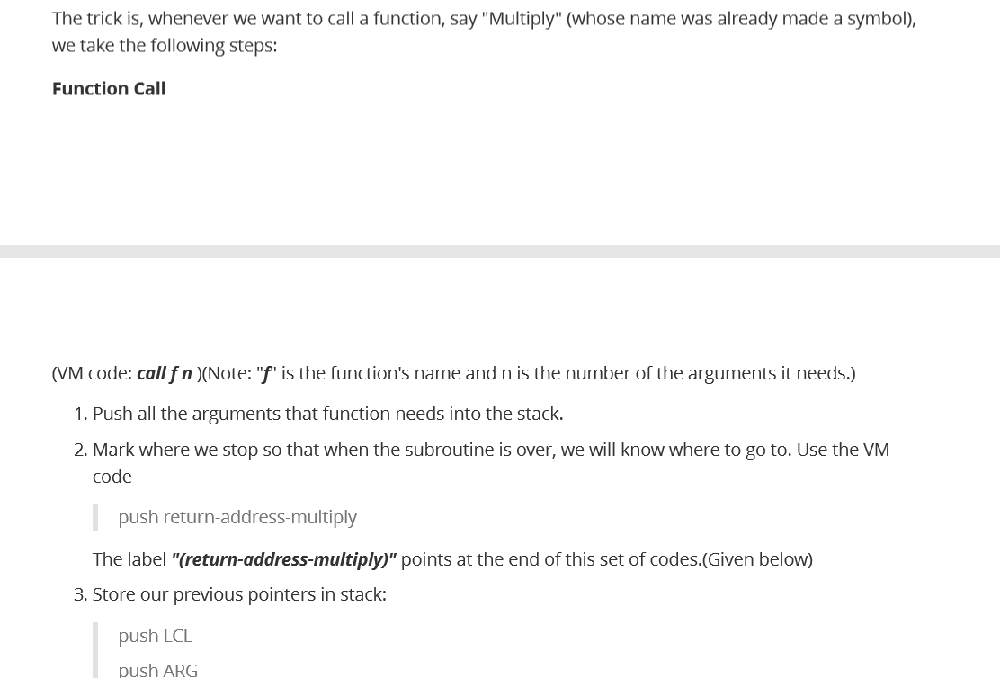 The trick is, whenever we want to call a function, say "Multiply" (whose name was already made a symbol),
we take the following steps:
Function Call
(VM code: call f n )(Note: "f" is the function's name and n is the number of the arguments it needs.)
1. Push all the arguments that function needs into the stack.
2. Mark where we stop so that when the subroutine is over, we will know where to go to. Use the VM
code
push return-address-multiply
The label "(return-address-multiply)" points at the end of this set of codes.(Given below)
3. Store our previous pointers in stack:
push LCL
push ARG